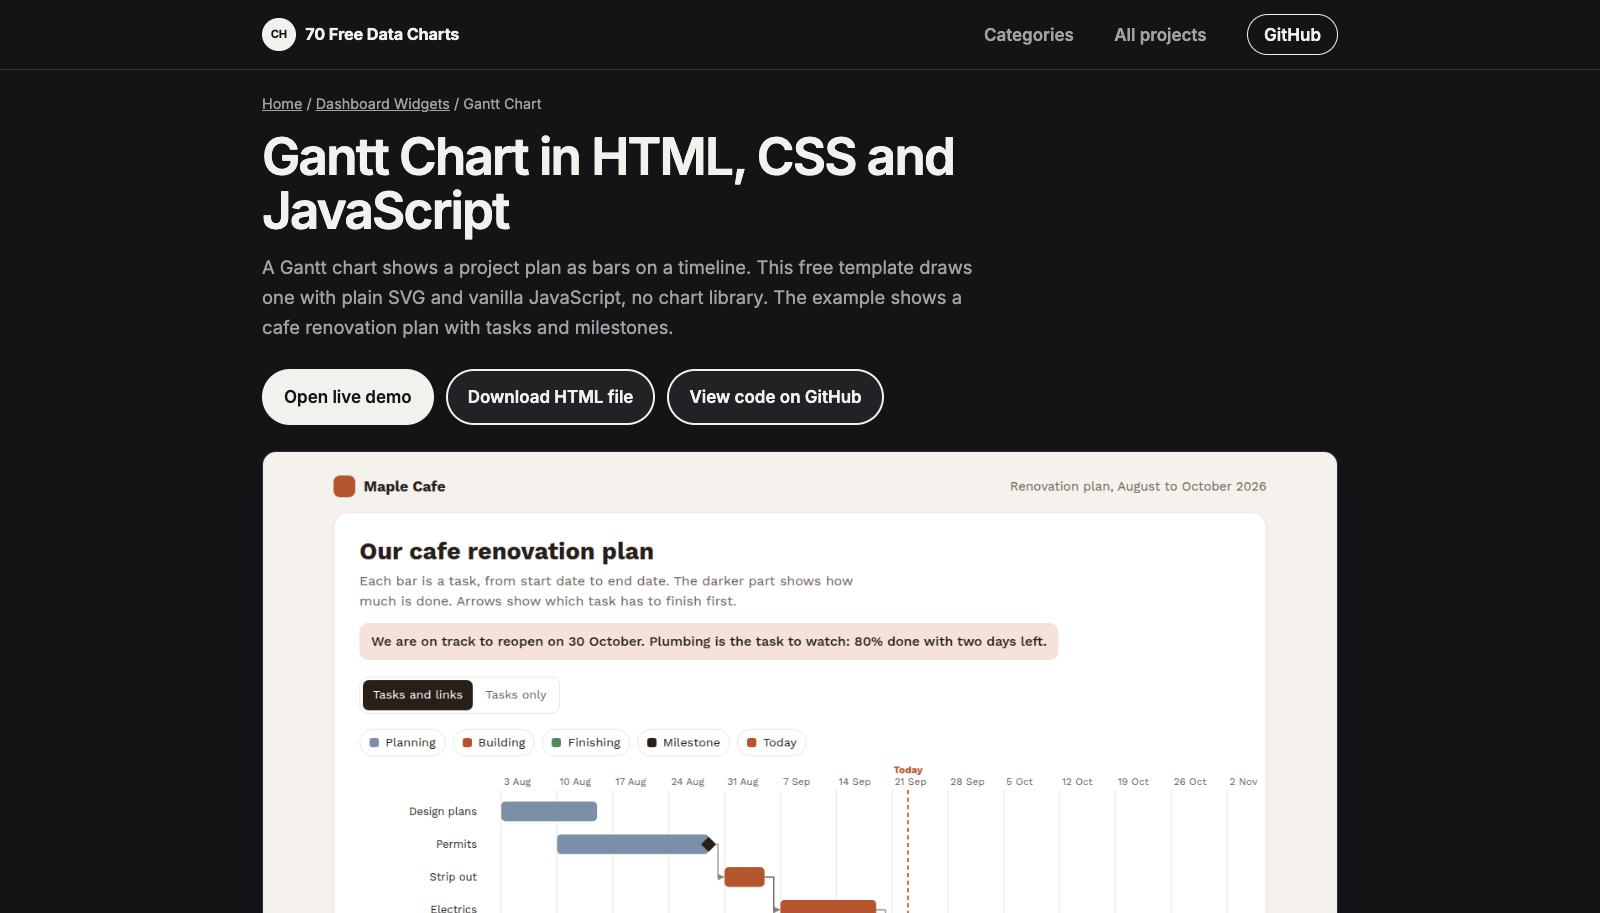 CH 70 Free Data Charts
Categories All projects GitHub
Home / Dashboard Widgets / Gantt Chart
Gantt Chart in HTML, CSS and
JavaScript
A Gantt chart shows a project plan as bars on a timeline. This free template draws
one with plain SVG and vanilla JavaScript, no chart library. The example shows a
cafe renovation plan with tasks and milestones.
Open live demo Download HTML file View code on GitHub
Maple Cafe Renovation plan, August to October 2026
Our cafe renovation plan
Each bar is a task, from start date to end date. The darker part shows how
much is done. Arrows show which task has to finish first.
We are on track to reopen on 30 October. Plumbing is the task to watch: 80% done with two days left.
Tasks and links Tasks only
Planning Building Finishing Milestone Today
Today
3 Aug 10 Aug 17 Aug 24 Aug 31 Aug 7 Sep 14 Sep 21 Sep 28 Sep 5 Oct 12 Oct 19 Oct 26 Oct 2 Nov
Design plans
Permits
Strip out
Electrics